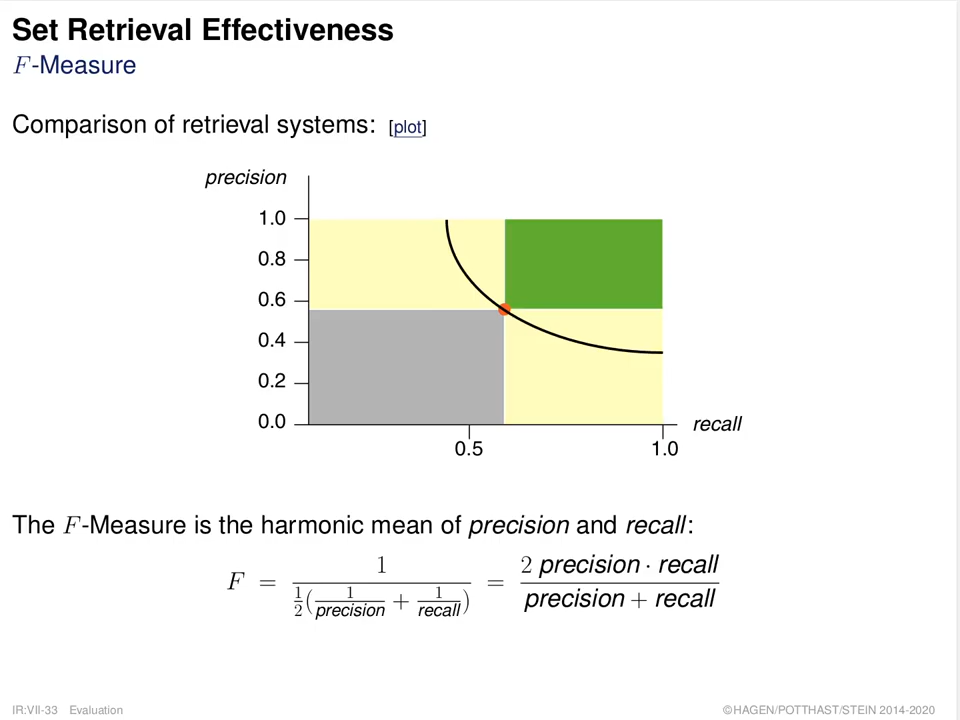 Set Retrieval Effectiveness
F-Measure
Comparison of retrieval systems: [plot]
precision
1.0
0.8
0.6
0.4
0.2
0.0
recall
0.5
1.0
The F-Measure is the harmonic mean of precision and recall:
F = 1 / (1/2 (1/precision + 1/recall)) = 2 precision · recall / (precision + recall)
IR:VII-33 Evaluation
©HAGEN/POTTHAST/STEIN 2014-2020